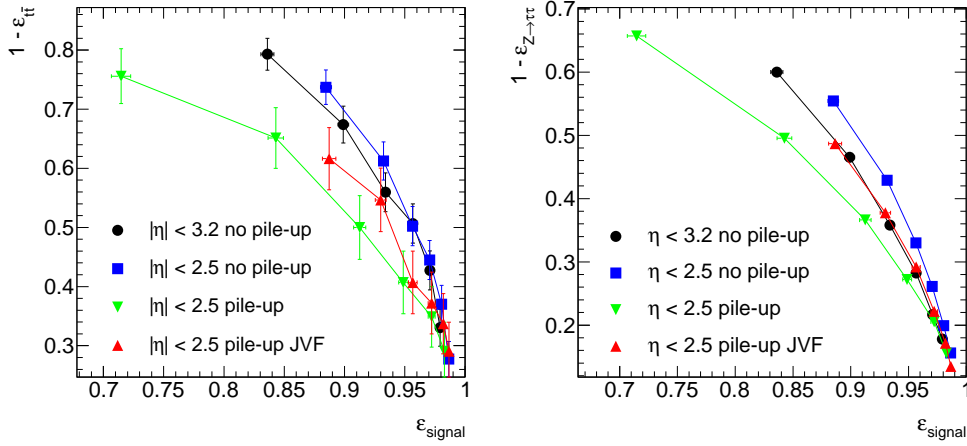 1 - ε_tt̄
0.8
0.7
0.6
0.5
0.4
0.3
|η| < 3.2 no pile-up
|η| < 2.5 no pile-up
|η| < 2.5 pile-up
|η| < 2.5 pile-up JVF
0.7 0.75 0.8 0.85 0.9 0.95 1
ε_signal
1 - ε_Z→ττ
0.7
0.6
0.5
0.4
0.3
0.2
η < 3.2 no pile-up
η < 2.5 no pile-up
η < 2.5 pile-up
η < 2.5 pile-up JVF
0.7 0.75 0.8 0.85 0.9 0.95 1
ε_signal